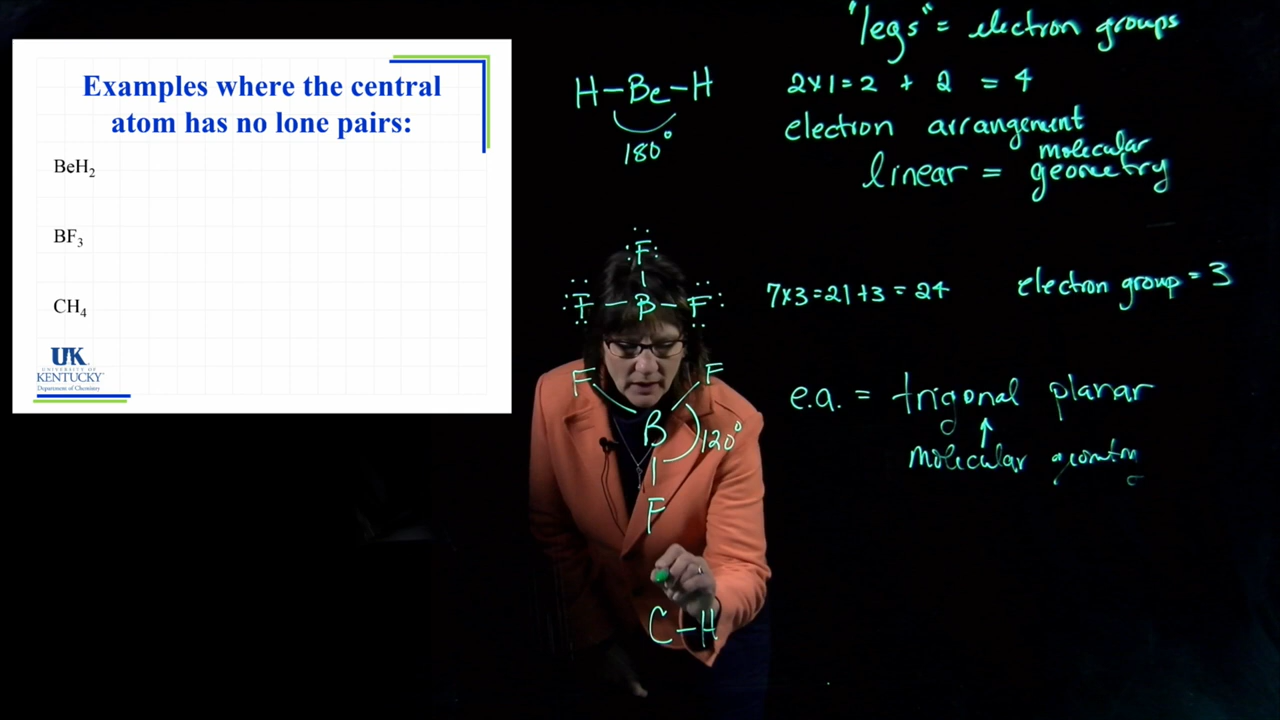 Examples where the central
atom has no lone pairs:
BeH₂
BF₃
CH₄
UK
UNIVERSITY OF
KENTUCKY
Department of Chemistry
"legs" = electron groups
H–Be–H
180°
2x1=2 + 2 = 4
electron arrangement
linear = molecular geometry
F
F – B – F
7x3=21+3=24
electron group = 3
F F
B
120°
F
e.a. = trigonal planar
↑
molecular geometry
C–H